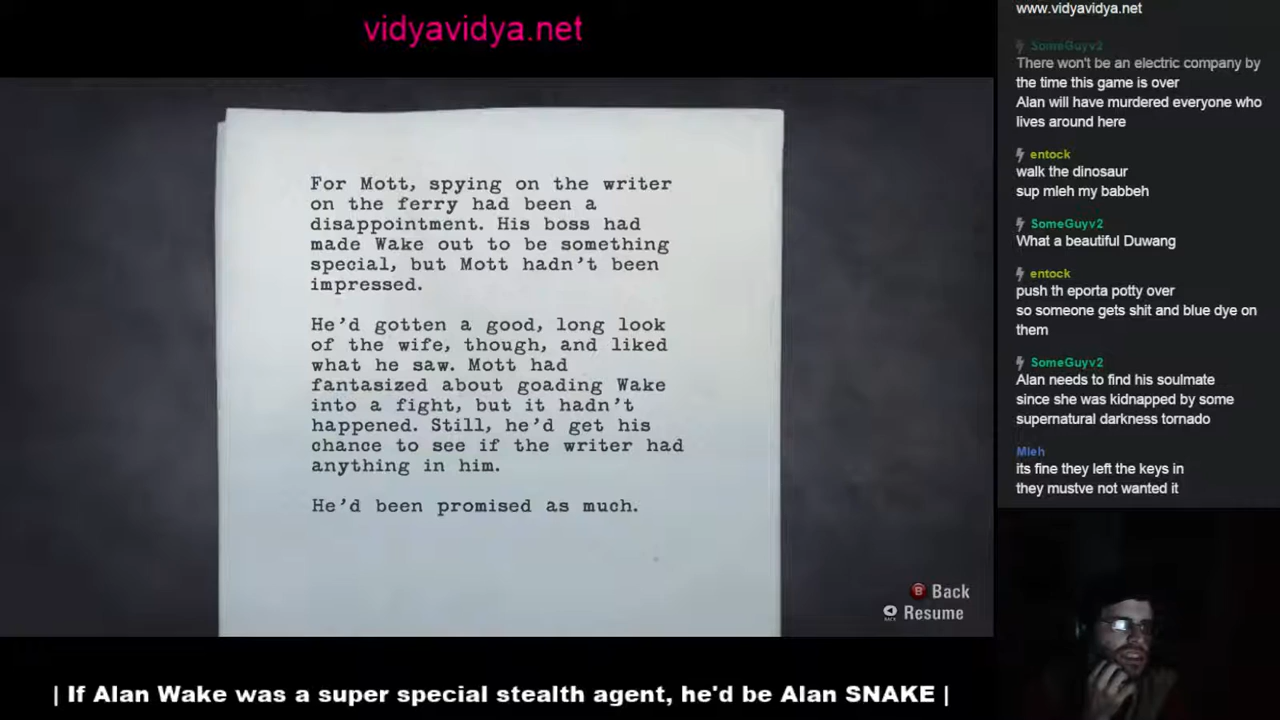 vidyavidya.net
For Mott, spying on the writer
on the ferry had been a
disappointment. His boss had
made Wake out to be something
special, but Mott hadn't been
impressed.
He'd gotten a good, long look
of the wife, though, and liked
what he saw. Mott had
fantasized about goading Wake
into a fight, but it hadn't
happened. Still, he'd get his
chance to see if the writer had
anything in him.
He'd been promised as much.
B Back
BACK Resume
www.vidyavidya.net
SomeGuyv2
There won't be an electric company by
the time this game is over
Alan will have murdered everyone who
lives around here
entock
walk the dinosaur
sup mleh my babbeh
SomeGuyv2
What a beautiful Duwang
entock
push th eporta potty over
so someone gets shit and blue dye on
them
SomeGuyv2
Alan needs to find his soulmate
since she was kidnapped by some
supernatural darkness tornado
Mleh
its fine they left the keys in
they mustve not wanted it
| If Alan Wake was a super special stealth agent, he'd be Alan SNAKE |